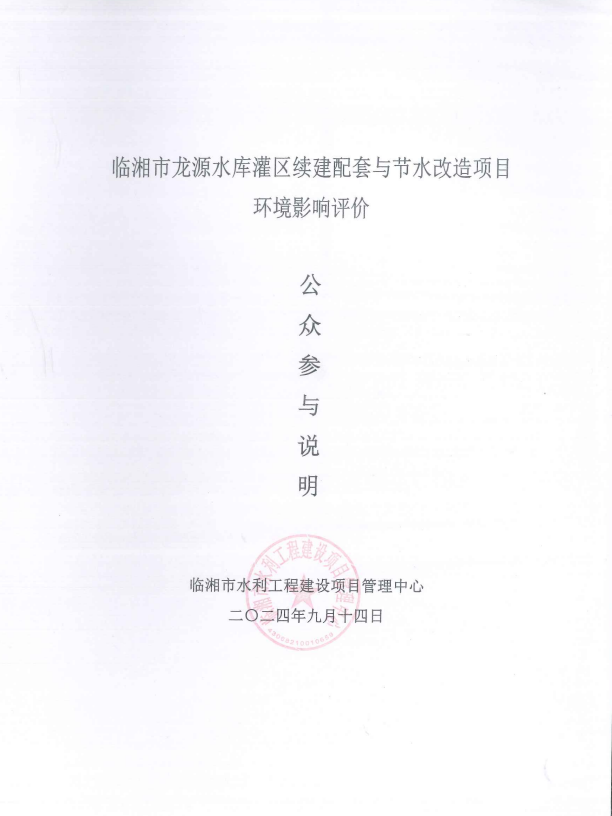 临湘市龙源水库灌区续建配套与节水改造项目
环境影响评价
公
众
参
与
说
明
临湘市水利工程建设项目管理中心
二〇二四年九月十四日